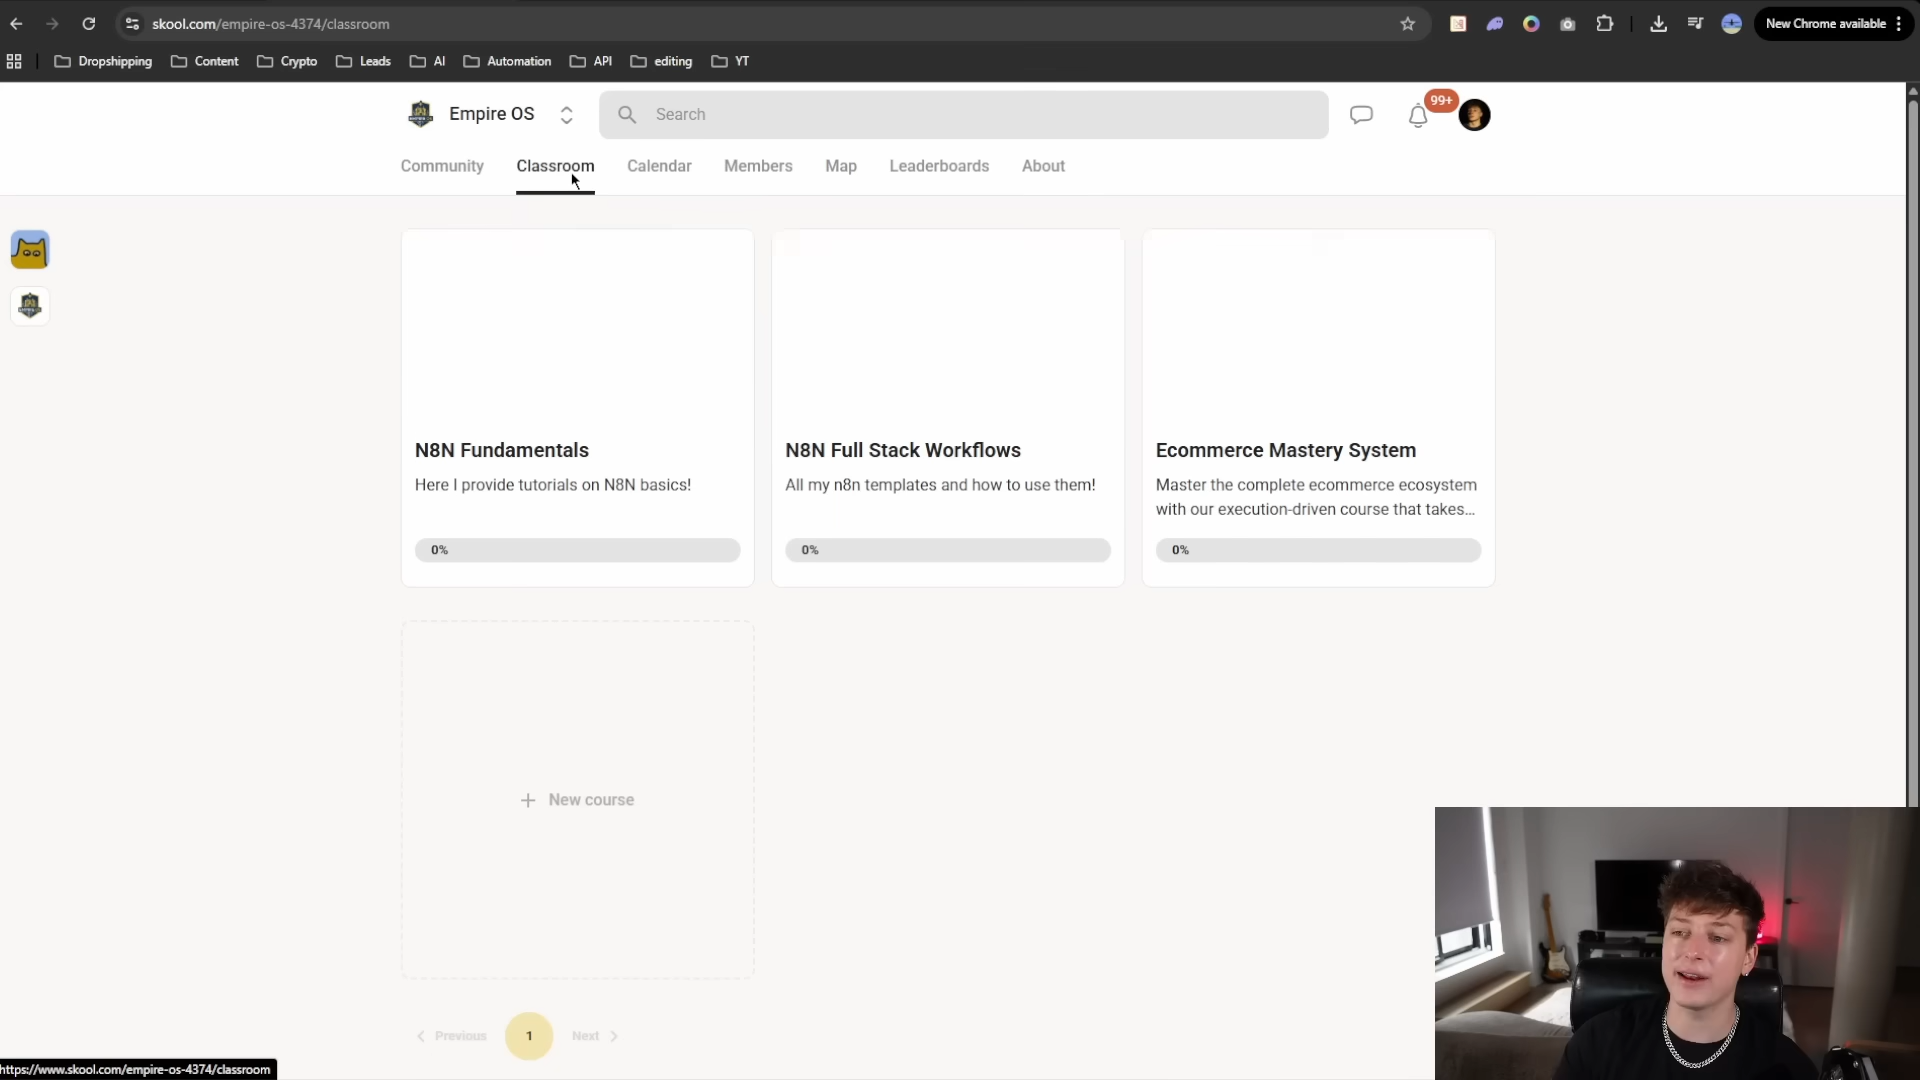 skool.com/empire-os-4374/classroom
New Chrome available
Dropshipping
Content
Crypto
Leads
AI
Automation
API
editing
YT
Empire OS
Search
99+
Community
Classroom
Calendar
Members
Map
Leaderboards
About
N8N Fundamentals
Here I provide tutorials on N8N basics!
0%
N8N Full Stack Workflows
All my n8n templates and how to use them!
0%
Ecommerce Mastery System
Master the complete ecommerce ecosystem
with our execution-driven course that takes...
0%
New course
Previous
1
Next
https://www.skool.com/empire-os-4374/classroom